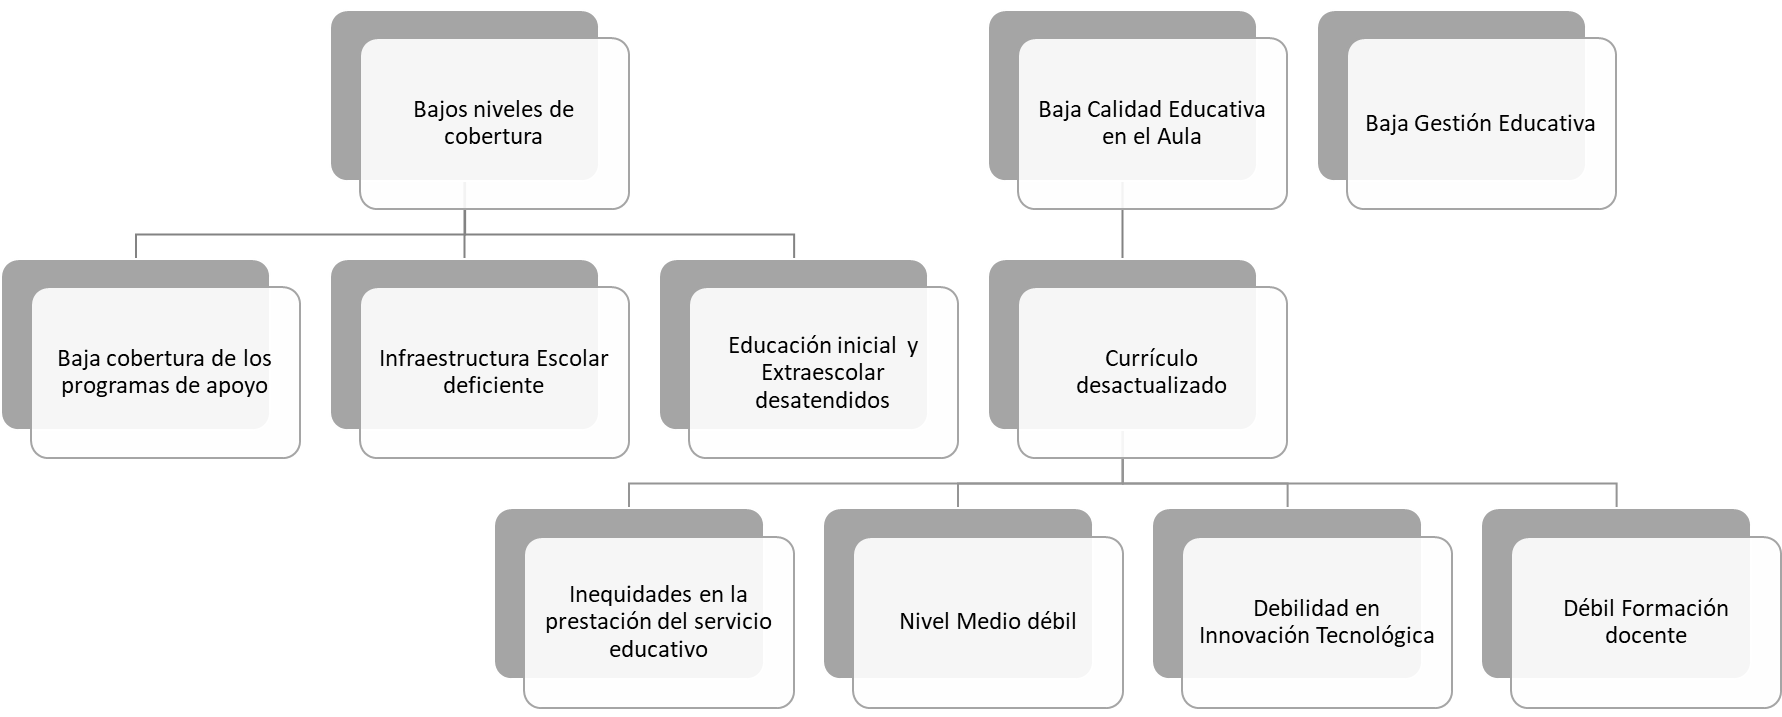 Bajos niveles de
cobertura
Baja Calidad Educativa
en el Aula
Baja Gestión Educativa
Baja cobertura de los
programas de apoyo
Infraestructura Escolar
deficiente
Educación inicial y
Extraescolar
desatendidos
Currículo
desactualizado
Inequidades en la
prestación del servicio
educativo
Nivel Medio débil
Debilidad en
Innovación Tecnológica
Débil Formación
docente